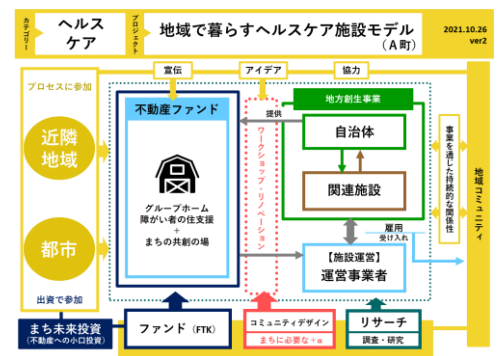 カテゴリー
ヘルス
ケア
プロジェクト
地域で暮らすヘルスケア施設モデル
（A町）
2021.10.26
ver2
宣伝
アイデア
協力
プロセスに参加
近隣
地域
都市
出資で参加
まち未来投資
（不動産への小口投資）
不動産ファンド
グループホーム
障がい者の住支援
+
まちの共創の場
ワークショップ・リノベーション
地方創生事業
提供
自治体
関連施設
雇用
受け入れ
【施設運営】
運営事業者
事業を通した持続的な関係性
地域コミュニティ
ファンド（FTK）
コミュニティデザイン
まちに必要な+α
リサーチ
調査・研究